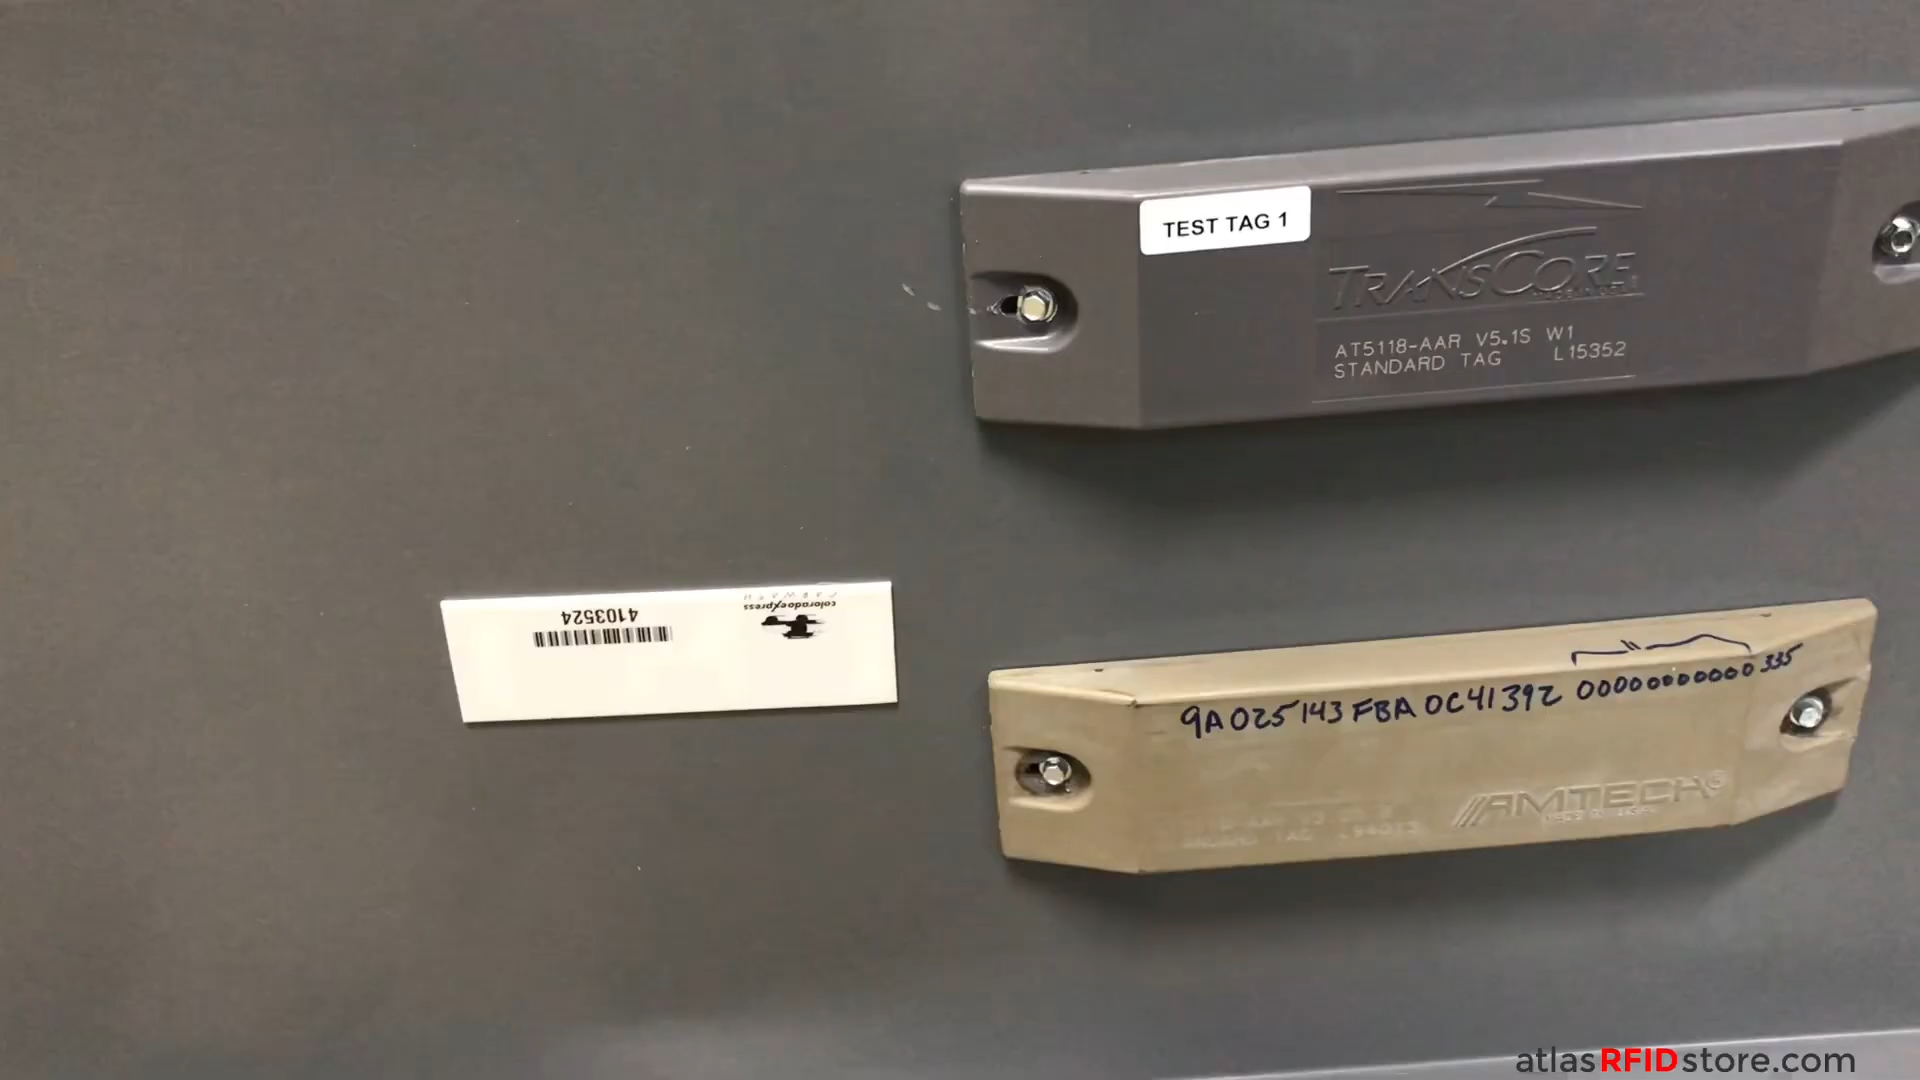 TEST TAG 1
TRANSCORE
AT5118-AAR V5.1S W1
STANDARD TAG L15352
4103524
coloradoexpress
CARWASH
9A025143FBA0C41392 00000000000335
AMTECH®
atlasRFIDstore.com